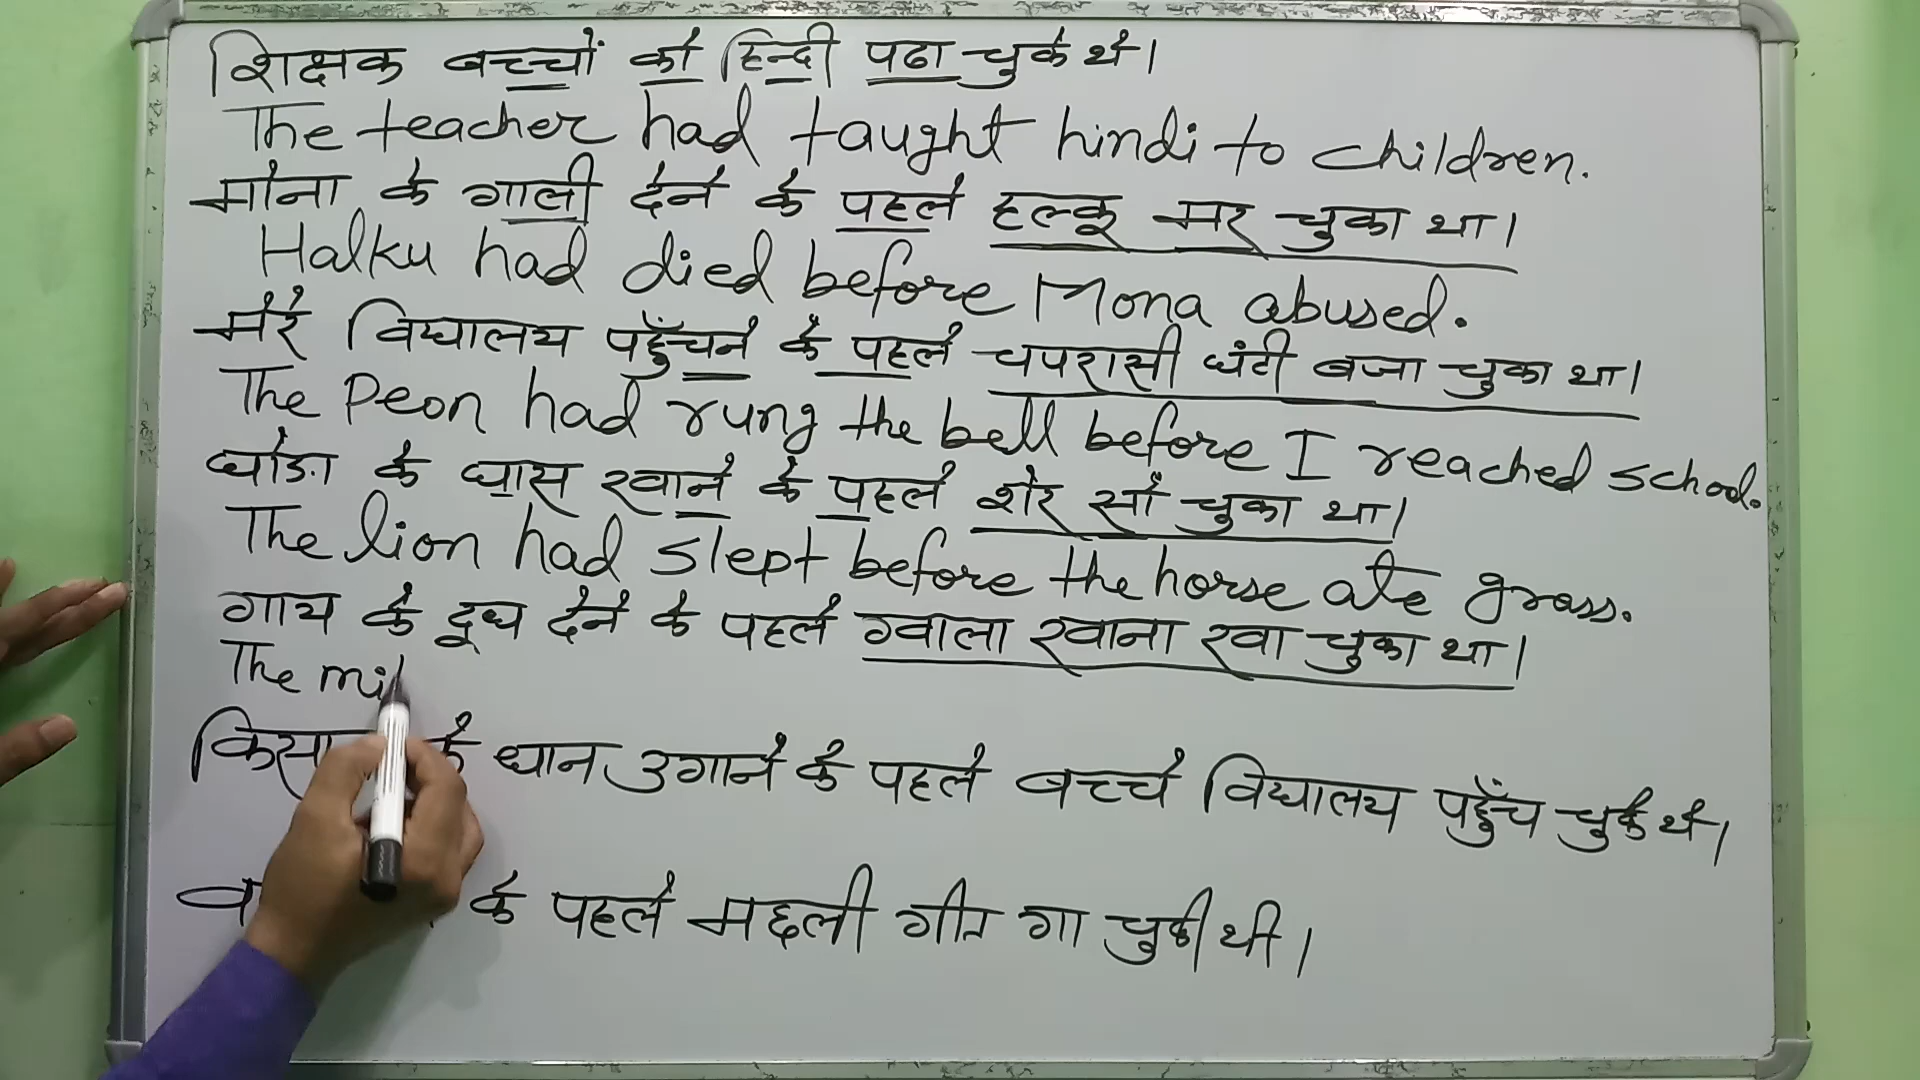 शिक्षक बच्चों को हिन्दी पढा चुके थे।
The teacher had taught hindi to children.
मोना के गाली देने के पहले हल्कू मर चुका था।
Halku had died before Mona abused.
मेरे विद्यालय पहुँचने के पहले चपरासी घंटी बजा चुका था।
The Peon had rung the bell before I reached school.
घोडा के घास खाने के पहले शेर सो चुका था।
The lion had slept before the horse ate grass.
गाय के दूध देने के पहले ग्वाला खाना खा चुका था।
The mil
के धान उगाने के पहले बच्चे विद्यालय पहुँच चुके थे।
के पहले मछली गीत गा चुकी थी।